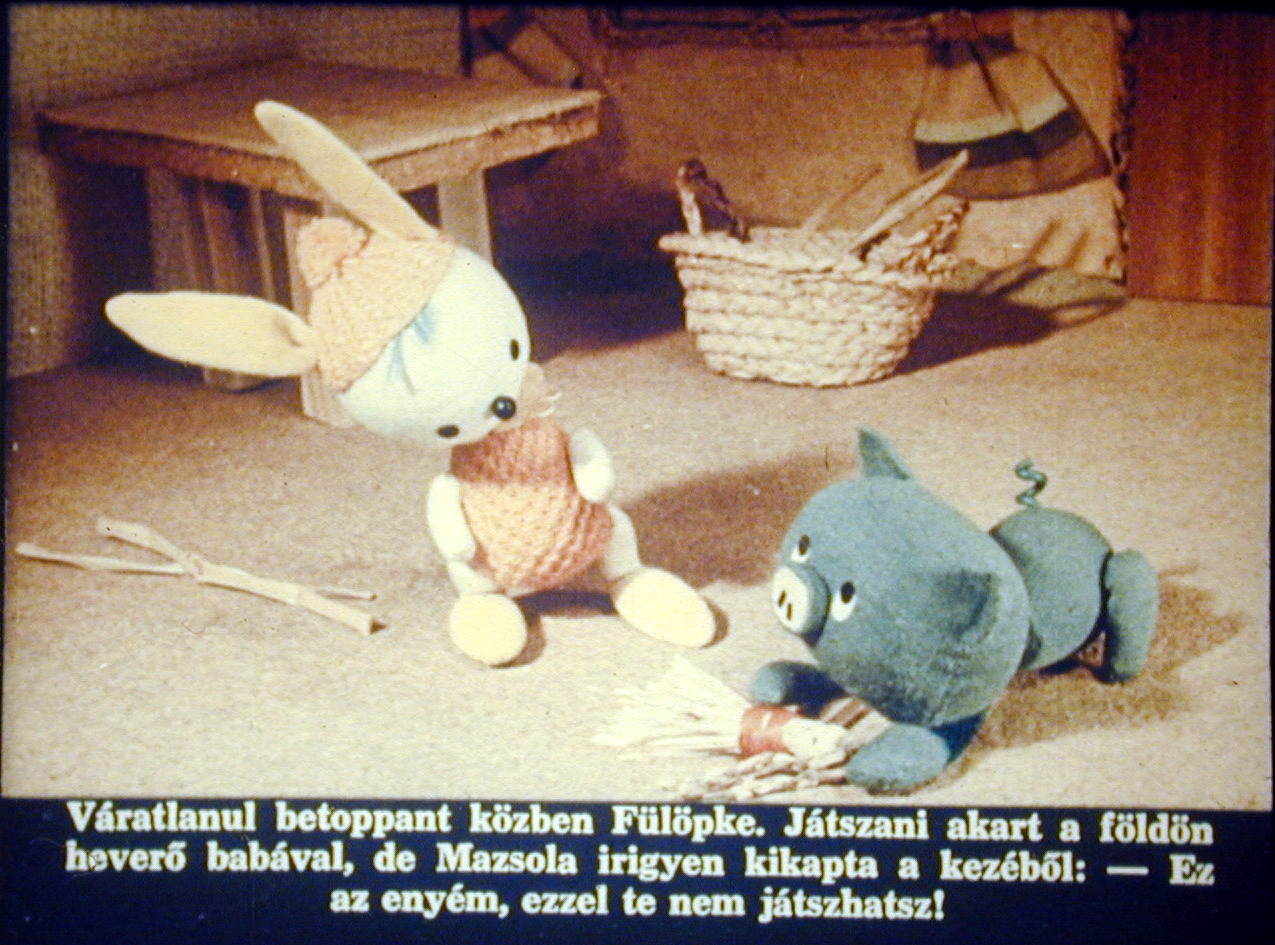 Váratlanul betoppant közben Fülöpke. Játszani akart a földön
heverő babával, de Mazsola irigyen kikapta a kezéből: — Ez
az enyém, ezzel te nem játszhatsz!